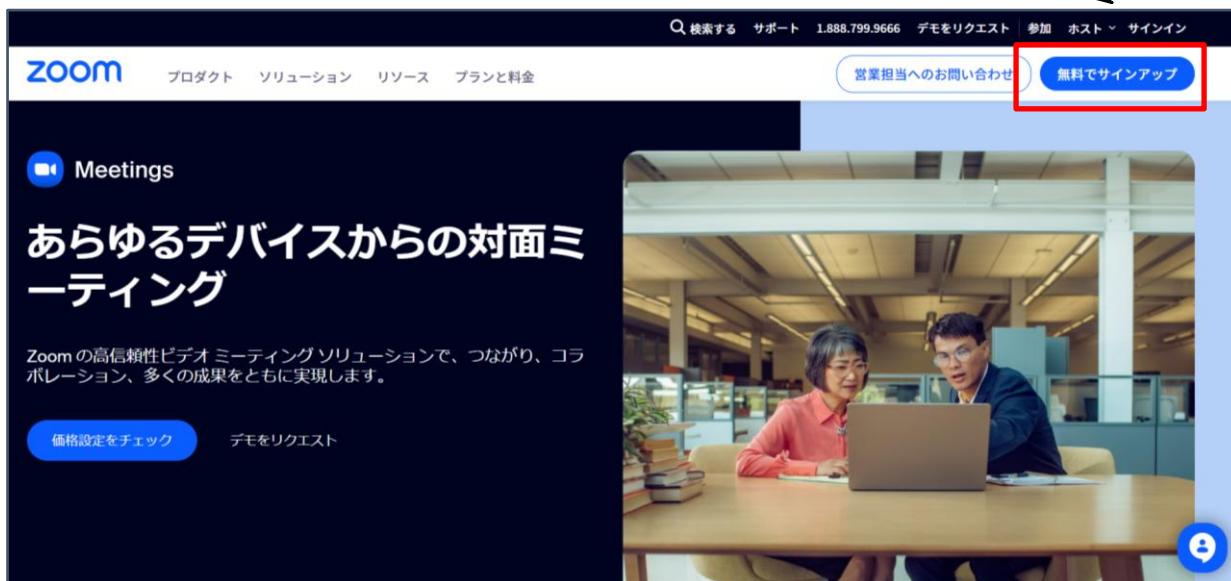 検索する サポート 1.888.799.9666 デモをリクエスト 参加 ホスト サインイン
zoom プロダクト ソリューション リソース プランと料金 営業担当へのお問い合わせ 無料でサインアップ
Meetings
あらゆるデバイスからの対面ミ
ーティング
Zoom の高信頼性ビデオ ミーティング ソリューションで、つながり、コラ
ボレーション、多くの成果をともに実現します。
価格設定をチェック デモをリクエスト